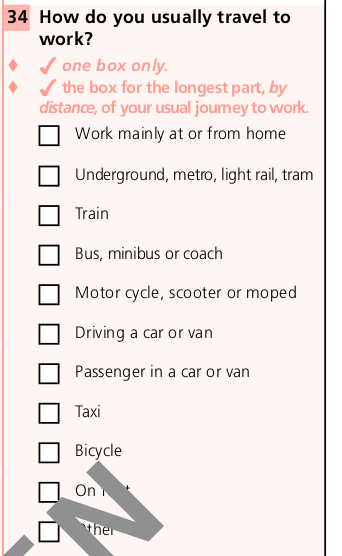 34 How do you usually travel to
work?
♦ ✓ one box only.
♦ ✓ the box for the longest part, by
distance, of your usual journey to work.
Work mainly at or from home
Underground, metro, light rail, tram
Train
Bus, minibus or coach
Motor cycle, scooter or moped
Driving a car or van
Passenger in a car or van
Taxi
Bicycle
On foot
Other